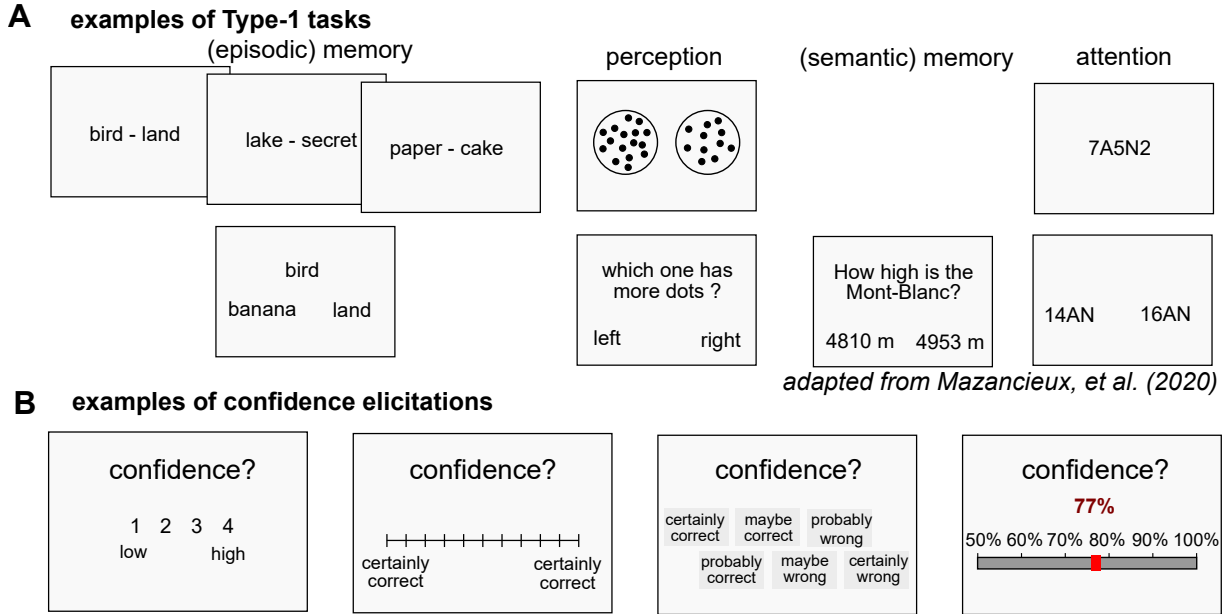 A examples of Type-1 tasks
(episodic) memory
perception
(semantic) memory
attention
bird - land
lake - secret
paper - cake
7A5N2
bird
banana land
which one has
more dots ?
left right
How high is the
Mont-Blanc?
4810 m 4953 m
14AN 16AN
adapted from Mazancieux, et al. (2020)
B examples of confidence elicitations
confidence?
1 2 3 4
low high
confidence?
certainly
correct
certainly
correct
confidence?
certainly
correct
maybe
correct
probably
wrong
probably
correct
maybe
wrong
certainly
wrong
confidence?
77%
50% 60% 70% 80% 90% 100%